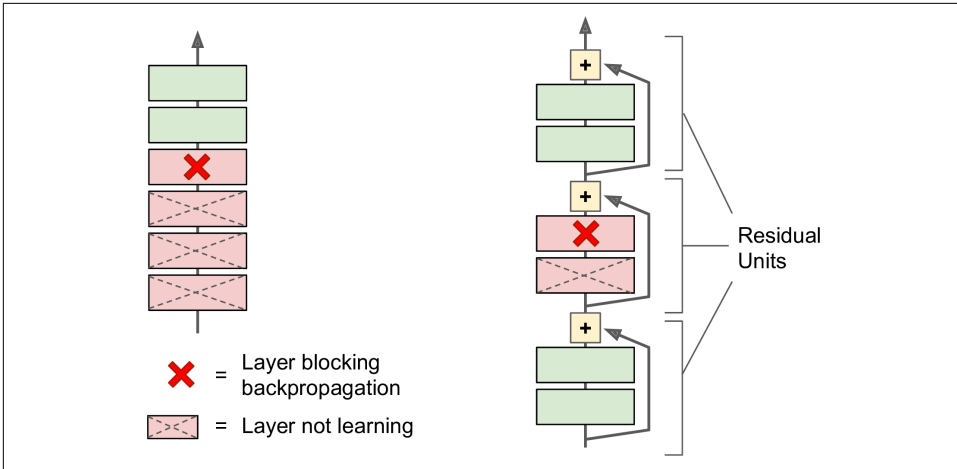 +
+
+
Residual
Units
= Layer blocking
backpropagation
= Layer not learning